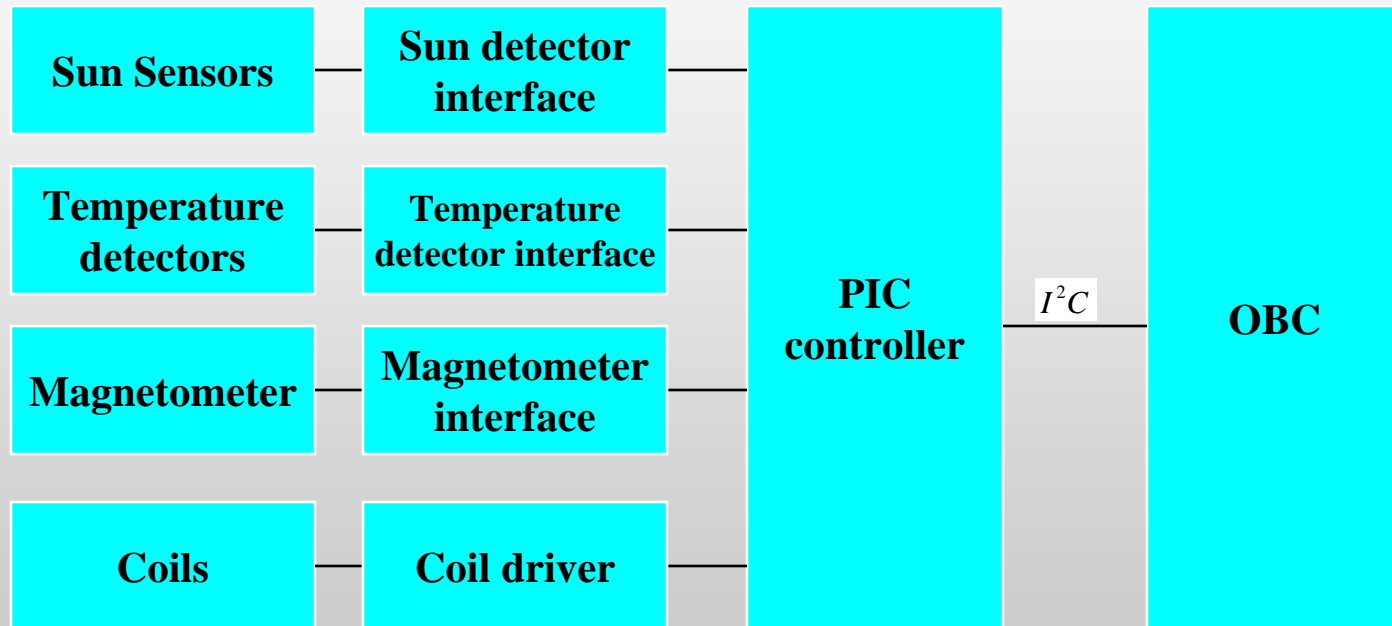 Sun Sensors
Sun detector
interface
Temperature
detectors
Temperature
detector interface
Magnetometer
Magnetometer
interface
Coils
Coil driver
PIC
controller
I²C
OBC